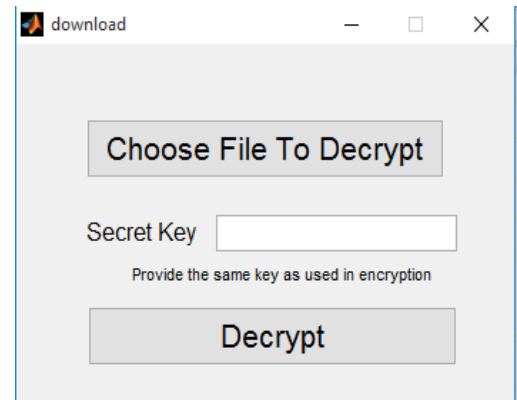 download
Choose File To Decrypt
Secret Key
Provide the same key as used in encryption
Decrypt